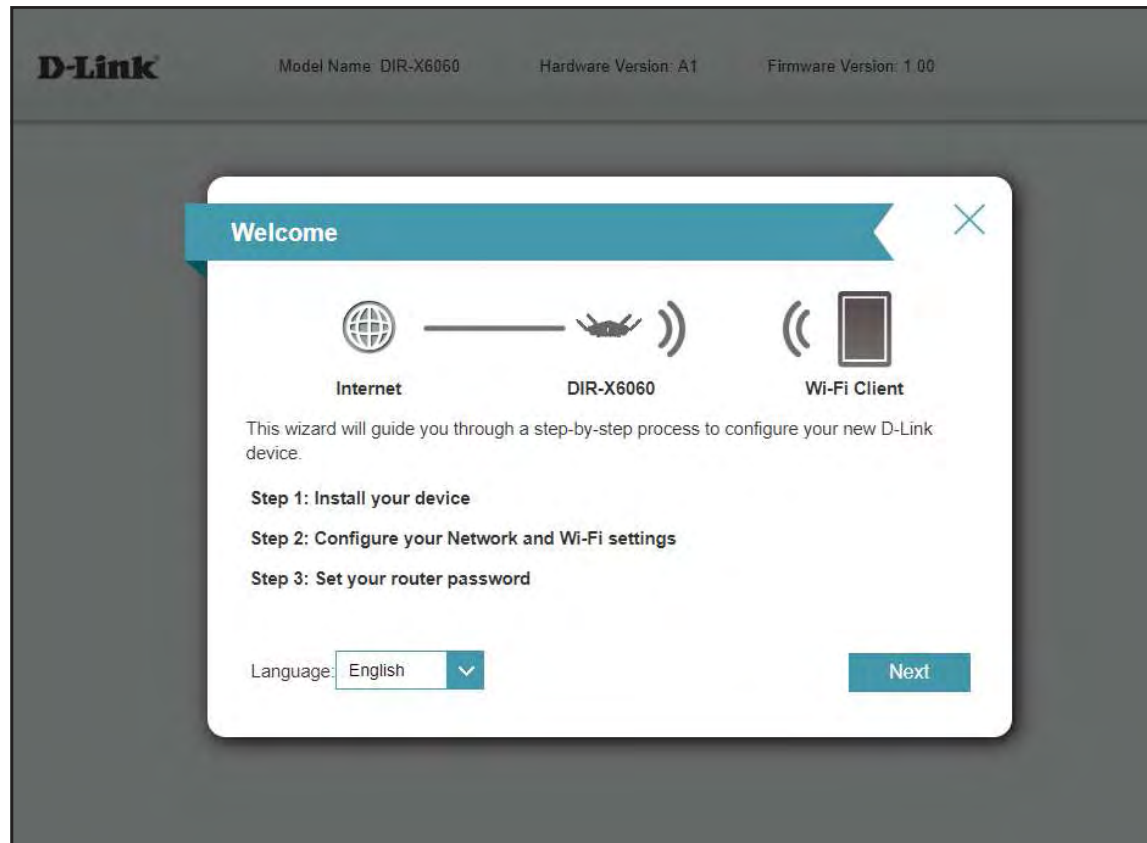 D-Link Model Name: DIR-X6060 Hardware Version: A1 Firmware Version: 1.00
Welcome
Internet DIR-X6060 Wi-Fi Client
This wizard will guide you through a step-by-step process to configure your new D-Link
device.
Step 1: Install your device
Step 2: Configure your Network and Wi-Fi settings
Step 3: Set your router password
Language: English Next